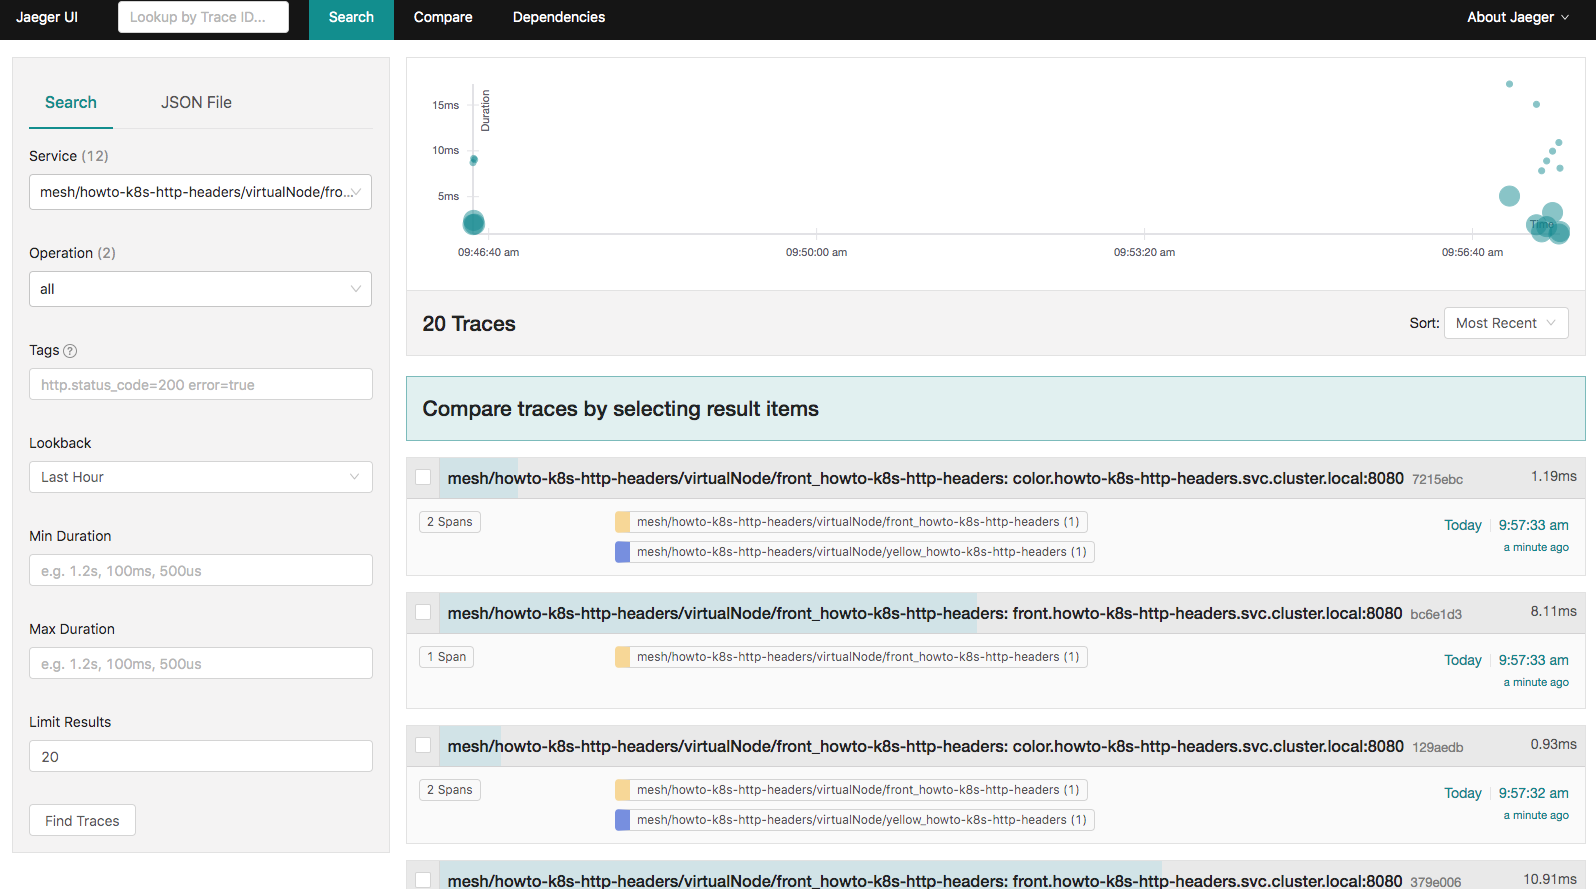 Jaeger UI
Lookup by Trace ID...
Search
Compare
Dependencies
About Jaeger
Search
JSON File
Service (12)
mesh/howto-k8s-http-headers/virtualNode/fro...
Operation (2)
all
Tags
?
http.status_code=200 error=true
Lookback
Last Hour
Min Duration
e.g. 1.2s, 100ms, 500us
Max Duration
e.g. 1.2s, 100ms, 500us
Limit Results
20
Find Traces
Duration
15ms
10ms
5ms
Time
09:46:40 am
09:50:00 am
09:53:20 am
09:56:40 am
20 Traces
Sort:
Most Recent
Compare traces by selecting result items
mesh/howto-k8s-http-headers/virtualNode/front_howto-k8s-http-headers: color.howto-k8s-http-headers.svc.cluster.local:8080 7215ebc
1.19ms
2 Spans
mesh/howto-k8s-http-headers/virtualNode/front_howto-k8s-http-headers (1)
mesh/howto-k8s-http-headers/virtualNode/yellow_howto-k8s-http-headers (1)
Today 9:57:33 am
a minute ago
mesh/howto-k8s-http-headers/virtualNode/front_howto-k8s-http-headers: front.howto-k8s-http-headers.svc.cluster.local:8080 bc6e1d3
8.11ms
1 Span
mesh/howto-k8s-http-headers/virtualNode/front_howto-k8s-http-headers (1)
Today 9:57:33 am
a minute ago
mesh/howto-k8s-http-headers/virtualNode/front_howto-k8s-http-headers: color.howto-k8s-http-headers.svc.cluster.local:8080 129aedb
0.93ms
2 Spans
mesh/howto-k8s-http-headers/virtualNode/front_howto-k8s-http-headers (1)
mesh/howto-k8s-http-headers/virtualNode/yellow_howto-k8s-http-headers (1)
Today 9:57:32 am
a minute ago
mesh/howto-k8s-http-headers/virtualNode/front_howto-k8s-http-headers: front.howto-k8s-http-headers.svc.cluster.local:8080 379e006
10.91ms